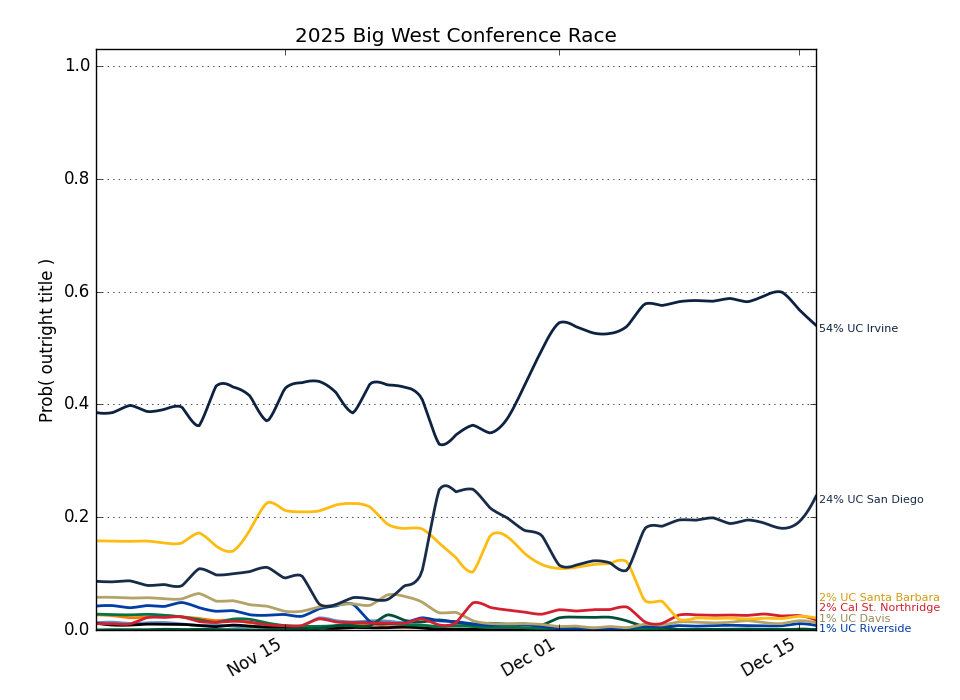 2025 Big West Conference Race
1.0
0.8
0.6
0.4
0.2
0.0
Prob( outright title )
Nov 15
Dec 01
Dec 15
54% UC Irvine
24% UC San Diego
2% UC Santa Barbara
2% Cal St. Northridge
1% UC Davis
1% UC Riverside